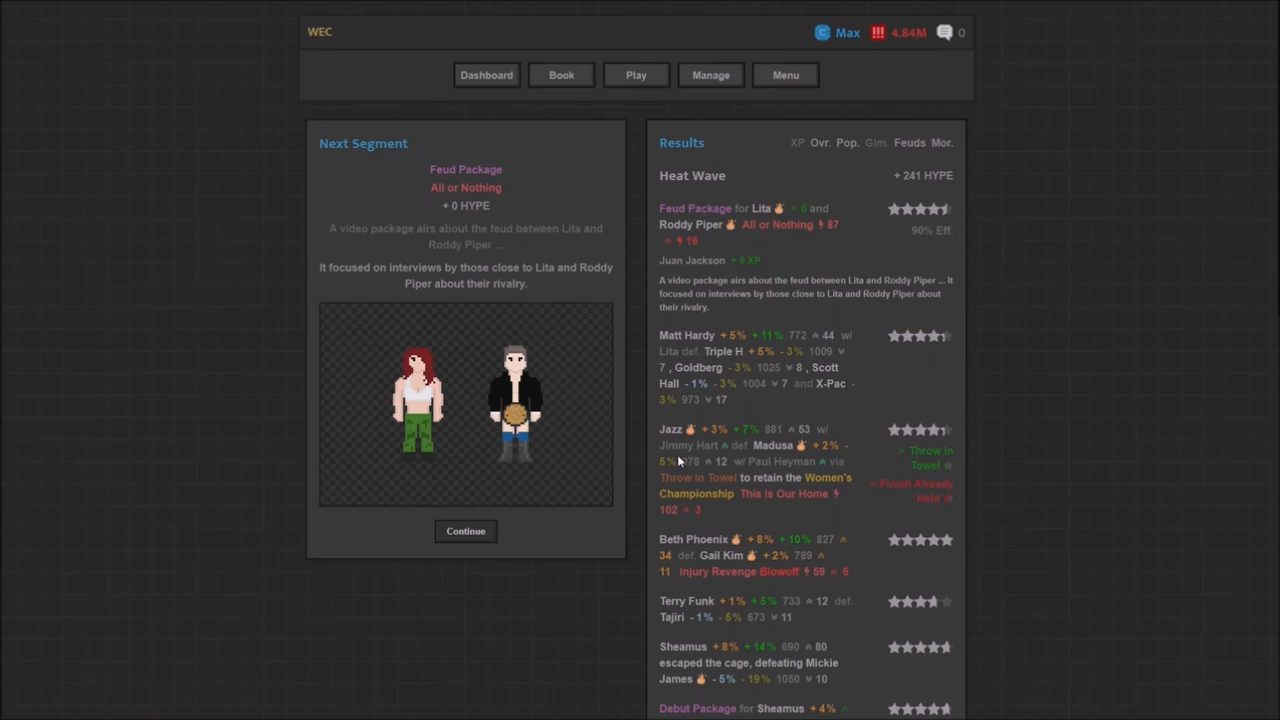 WEC
Max 4.84M 0
Dashboard Book Play Manage Menu
Next Segment
Feud Package
All or Nothing
+ 0 HYPE
A video package airs about the feud between Lita and
Roddy Piper ...
It focused on interviews by those close to Lita and Roddy
Piper about their rivalry.
Continue
Results XP Ovr. Pop. Gim. Feuds Mor.
Heat Wave + 241 HYPE
Feud Package for Lita 6 and
Roddy Piper All or Nothing 87
16
90% Eff.
Juan Jackson + 9 XP
A video package airs about the feud between Lita and Roddy Piper ... It
focused on interviews by those close to Lita and Roddy Piper about
their rivalry.
Matt Hardy + 5% + 11% 772 44 w/
Lita def. Triple H + 5% - 3% 1009
7 , Goldberg - 3% 1025 8 , Scott
Hall - 1% - 3% 1004 7 and X-Pac -
3% 973 17
Jazz + 3% + 7% 881 53 w/
Jimmy Hart def. Madusa + 2% -
5% 978 12 w/ Paul Heyman via
Throw in Towel to retain the Women's
Championship This is Our Home
102 3
Throw In
Towel
Finish Already
Held
Beth Phoenix + 8% + 10% 827
34 def. Gail Kim + 2% 789
11 Injury Revenge Blowoff 59 6
Terry Funk + 1% + 5% 733 12 def.
Tajiri - 1% - 5% 673 11
Sheamus + 8% + 14% 690 80
escaped the cage, defeating Mickie
James - 5% - 19% 1050 10
Debut Package for Sheamus + 4%